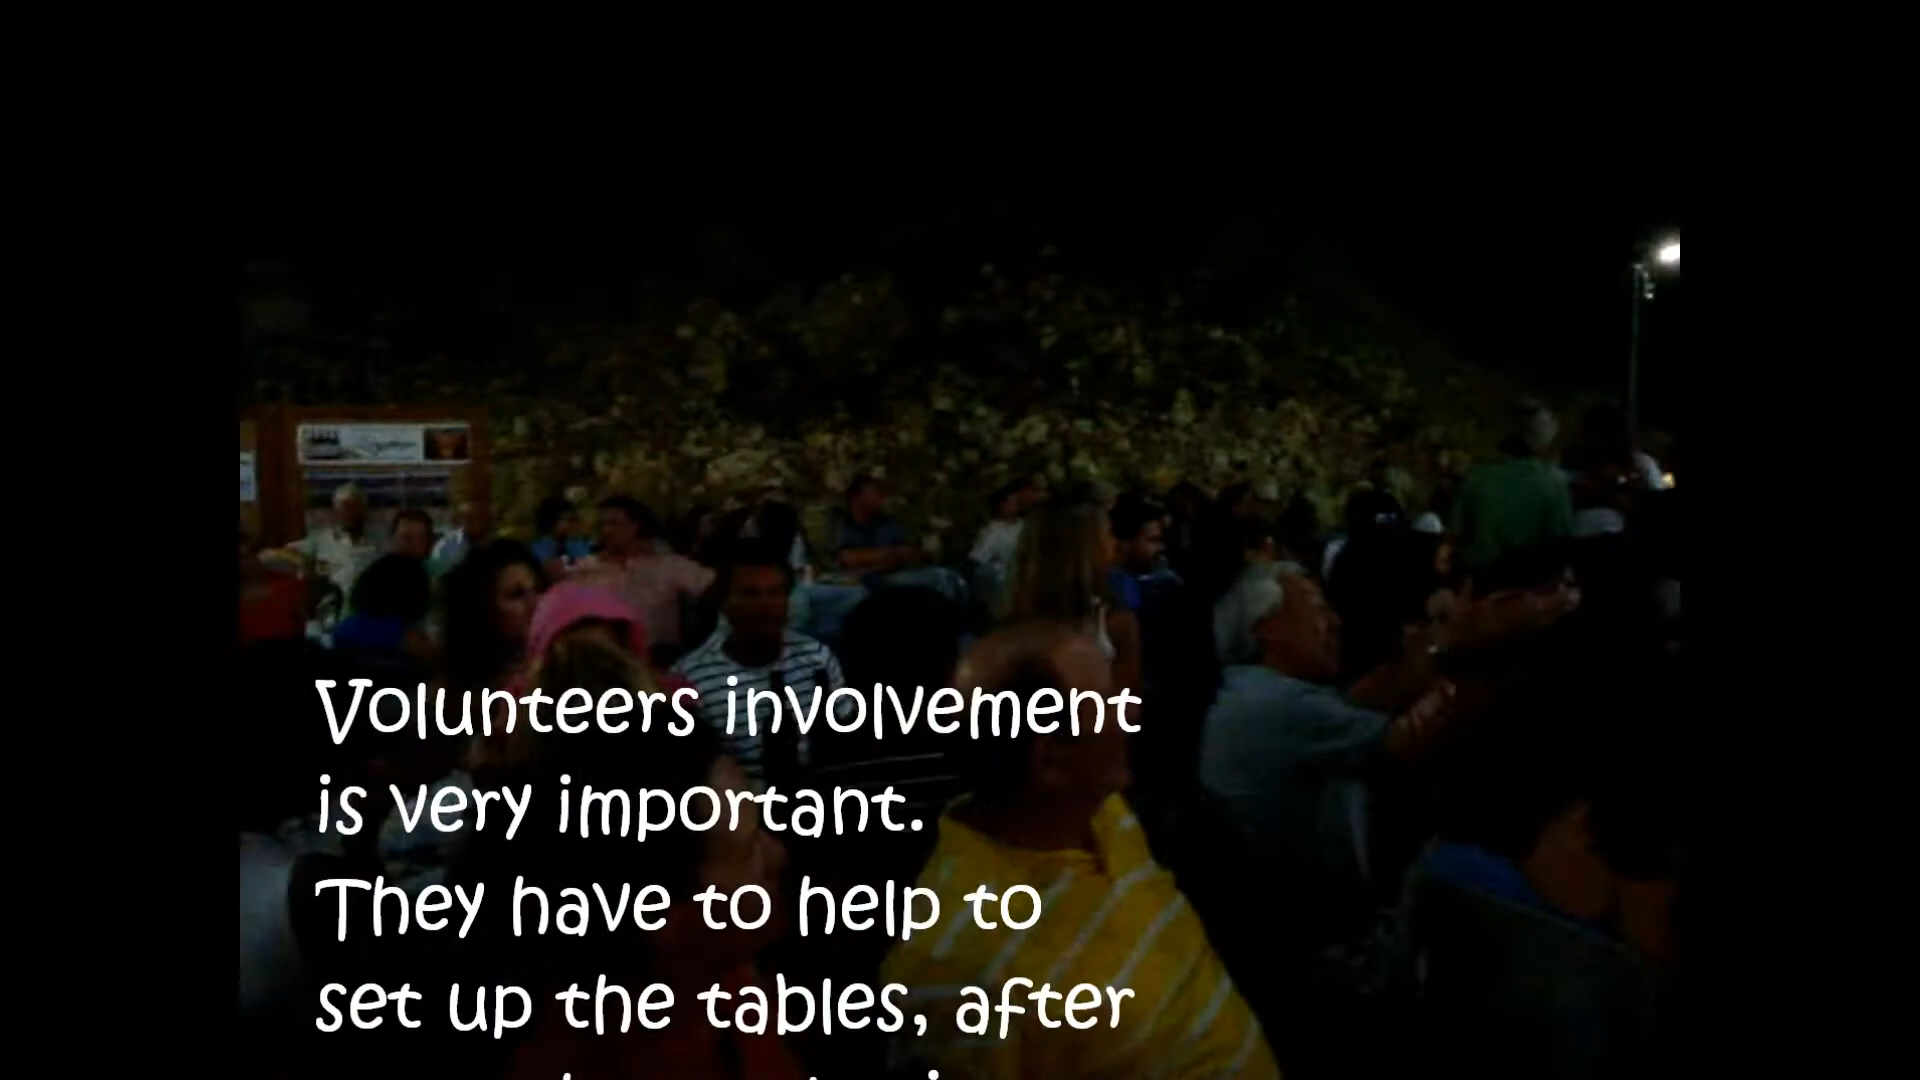 Volunteers involvement
is very important.
They have to help to
set up the tables, after